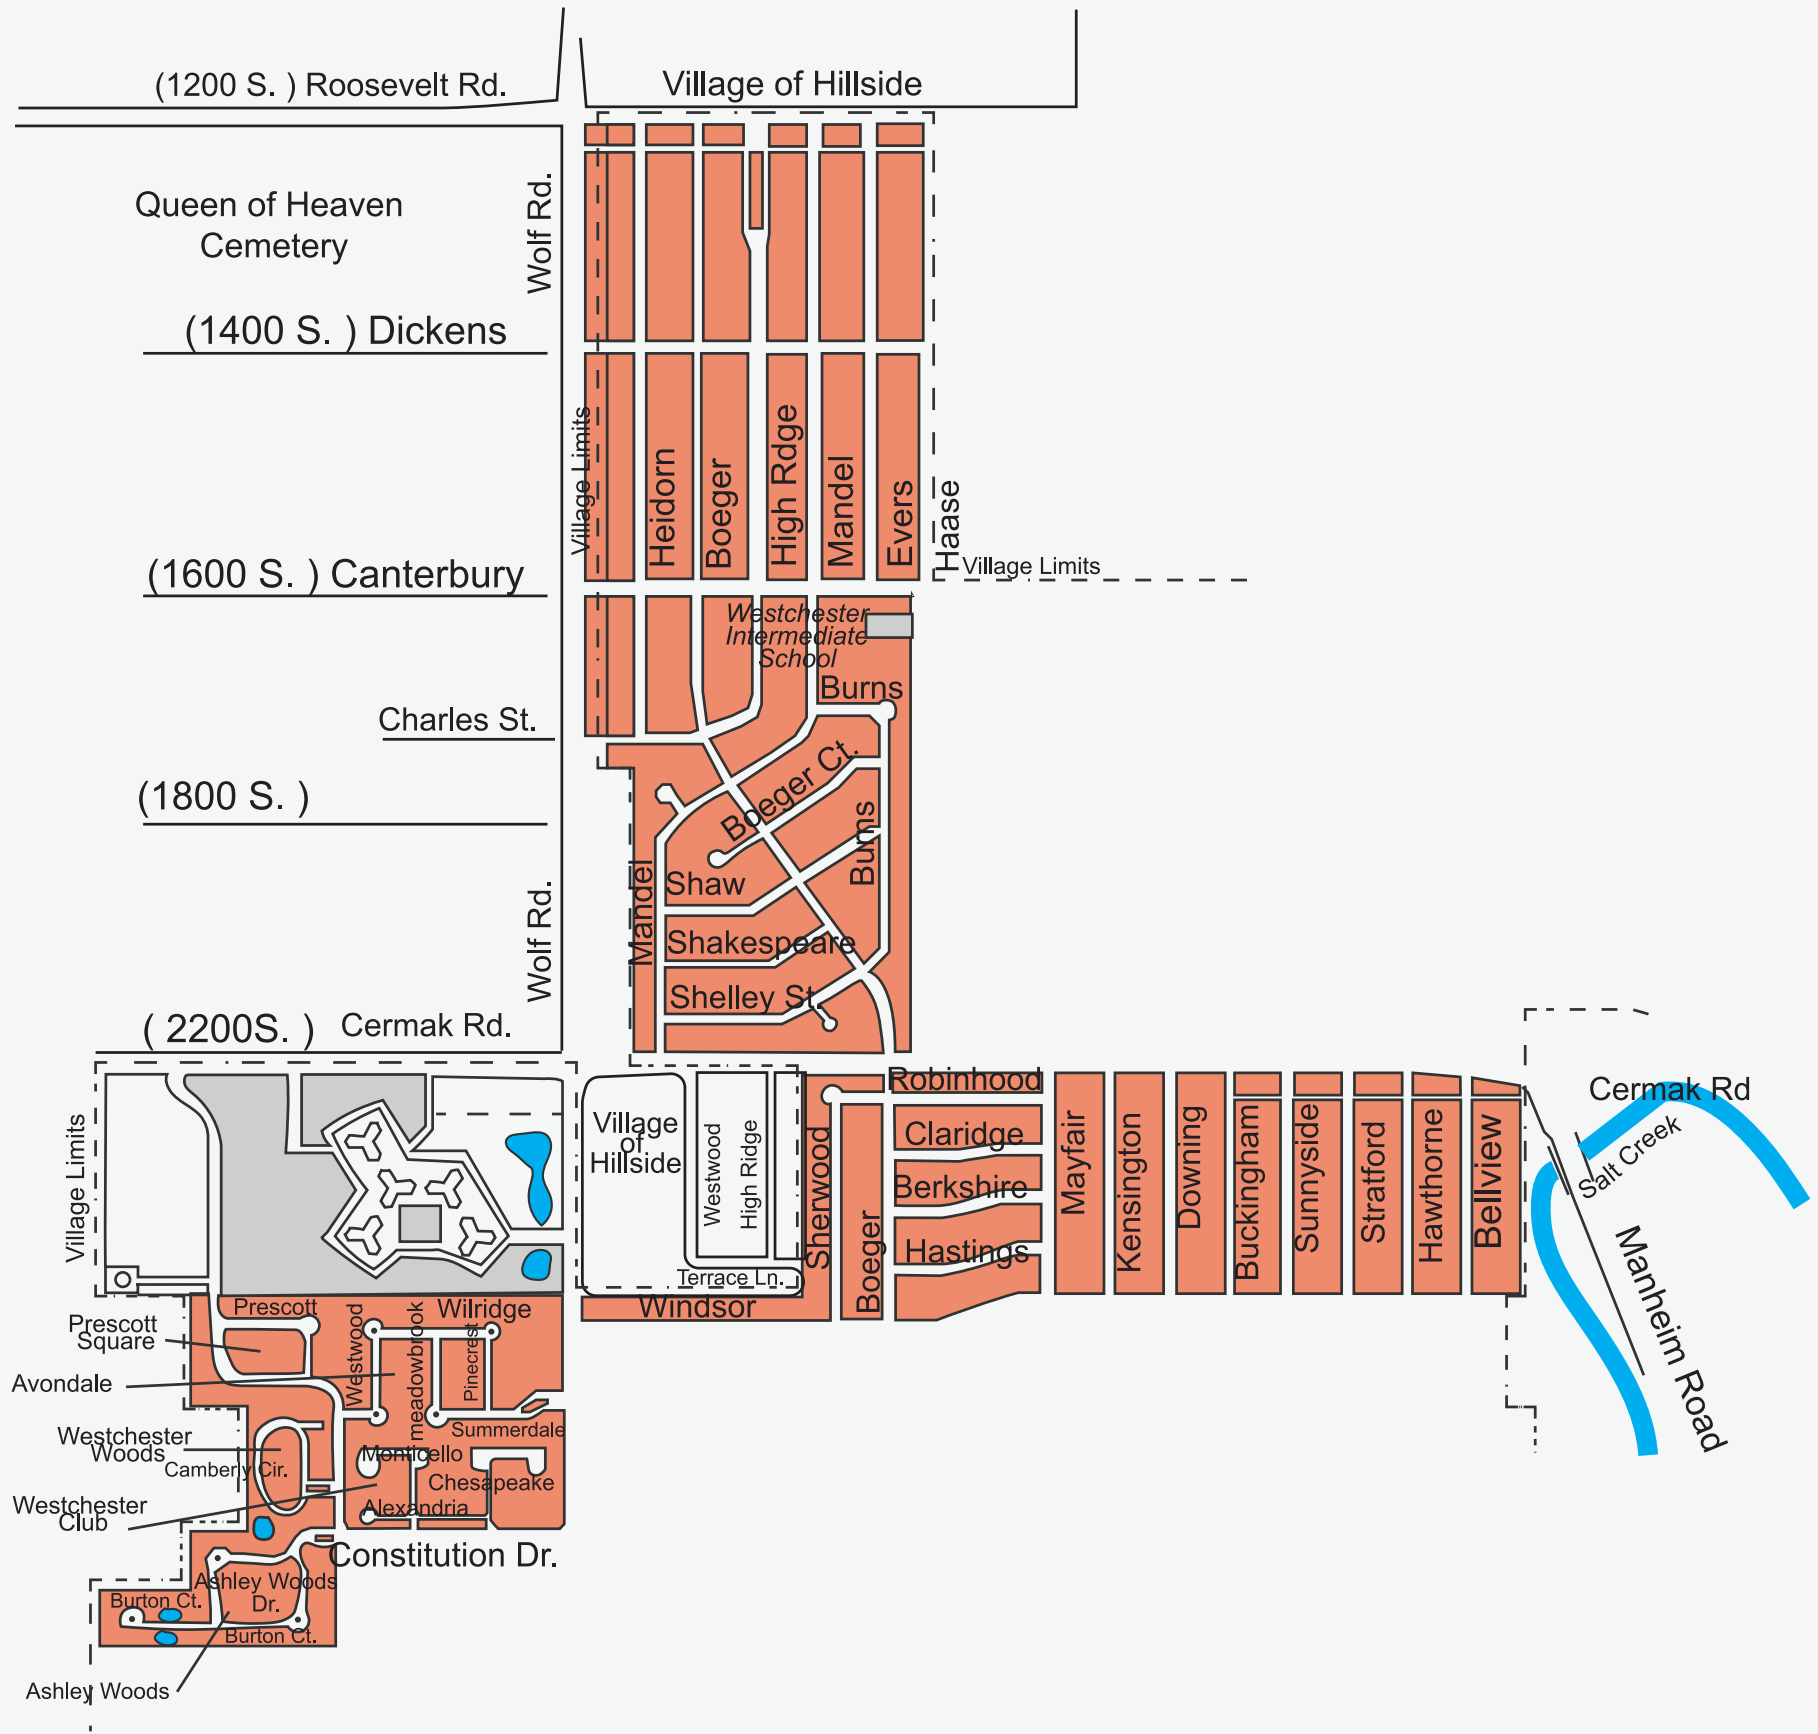 (1200 S. ) Roosevelt Rd.
Village of Hillside
Queen of Heaven
Cemetery
Wolf Rd.
(1400 S. ) Dickens
Village Limits
Heidorn
Boeger
High Rdge
Mandel
Evers
Haase
(1600 S. ) Canterbury
Village Limits
Westchester
Intermediate
School
Burns
Charles St.
Boeger Ct.
(1800 S. )
Burns
Mandel
Shaw
Wolf Rd.
Shakespeare
Shelley St.
( 2200S. )
Cermak Rd.
Village Limits
Village
of
Hillside
Westwood
High Ridge
Terrace Ln.
Windsor
Sherwood
Boeger
Robinhood
Claridge
Berkshire
Hastings
Mayfair
Kensington
Downing
Buckingham
Sunnyside
Stratford
Hawthorne
Bellview
Cermak Rd
Salt Creek
Manheim Road
Prescott
Wilridge
Prescott
Square
Westwood
meadowbrook
Pinecrest
Avondale
Summerdale
Westchester
Woods
Camberly Cir.
Monticello
Chesapeake
Westchester
Club
Alexandria
Constitution Dr.
Ashley Woods
Dr.
Burton Ct.
Burton Ct.
Ashley Woods